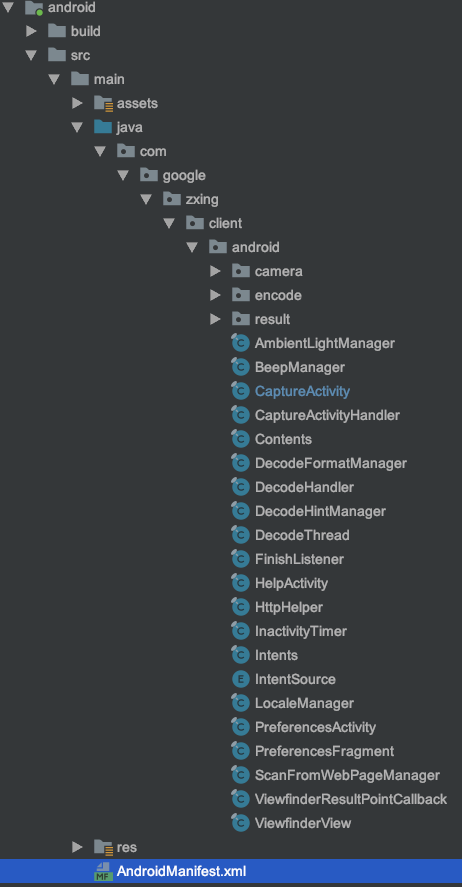 android
build
src
main
assets
java
com
google
zxing
client
android
camera
encode
result
C AmbientLightManager
C BeepManager
C CaptureActivity
C CaptureActivityHandler
C Contents
C DecodeFormatManager
C DecodeHandler
C DecodeHintManager
C DecodeThread
C FinishListener
C HelpActivity
C HttpHelper
C InactivityTimer
C Intents
E IntentSource
C LocaleManager
C PreferencesActivity
C PreferencesFragment
C ScanFromWebPageManager
C ViewfinderResultPointCallback
C ViewfinderView
res
MF AndroidManifest.xml